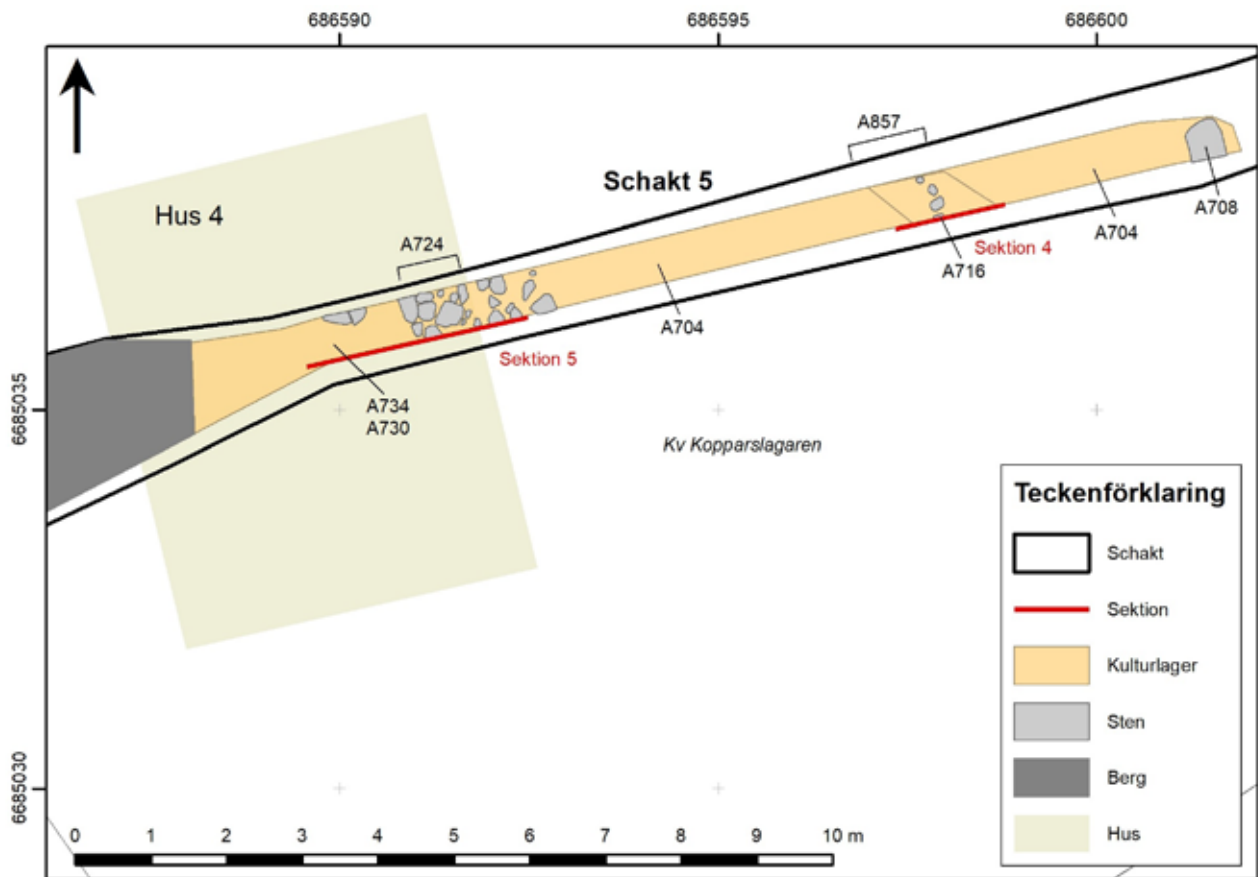 686590
686595
686600
A857
Schakt 5
Hus 4
A724
A708
A704
Sektion 4
A716
A704
Sektion 5
A734
A730
6685035
Kv Kopparslagaren
Teckenförklaring
Schakt
Sektion
Kulturlager
Sten
Berg
Hus
6685030
0 1 2 3 4 5 6 7 8 9 10 m